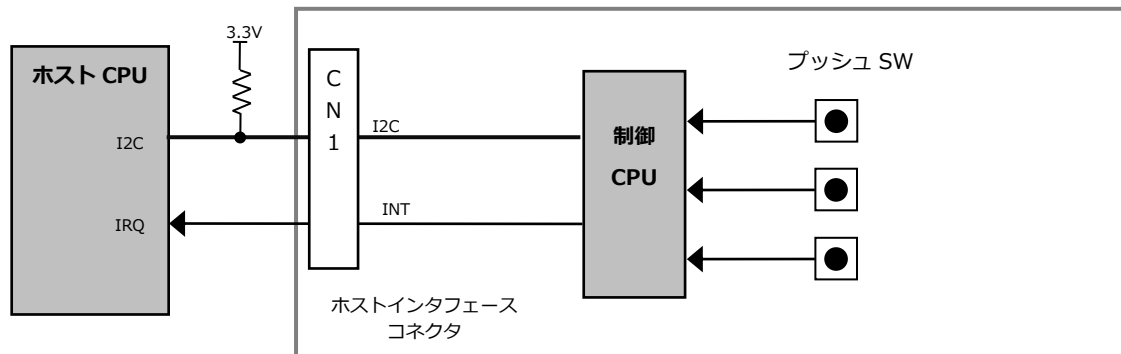 3.3V
ホスト CPU
I2C
IRQ
C
N
1
I2C
INT
ホストインタフェース
コネクタ
制御
CPU
プッシュ SW